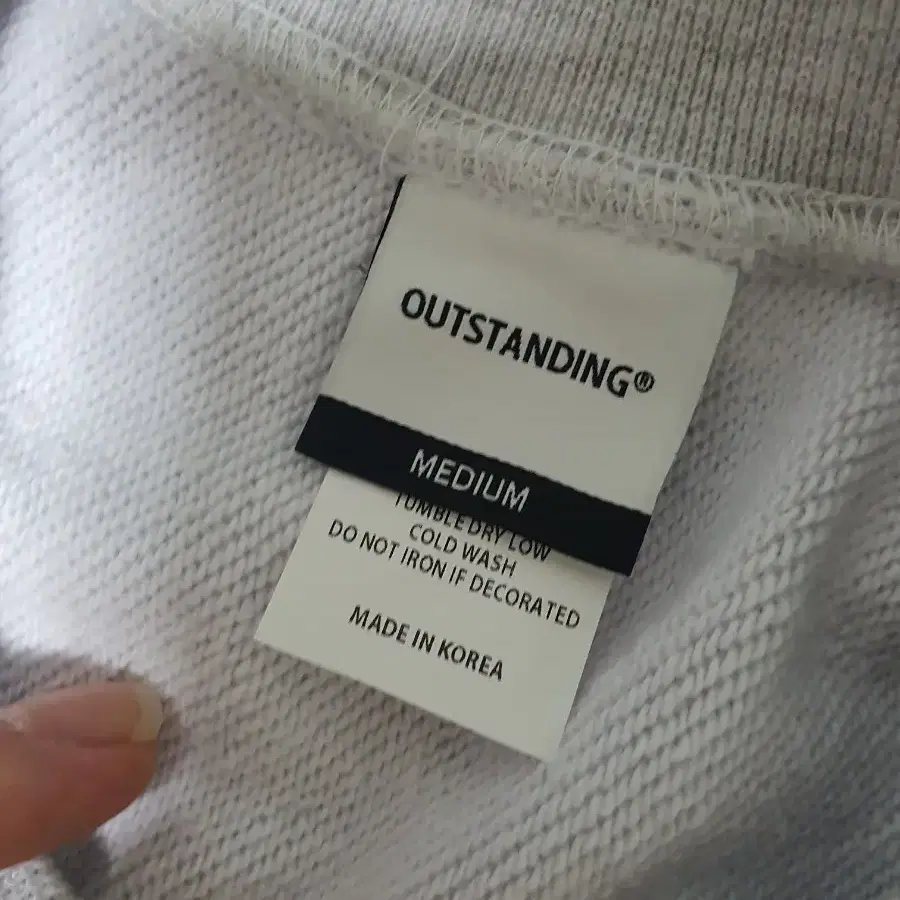 OUTSTANDING®
MEDIUM
TUMBLE DRY LOW
COLD WASH
DO NOT IRON IF DECORATED
MADE IN KOREA